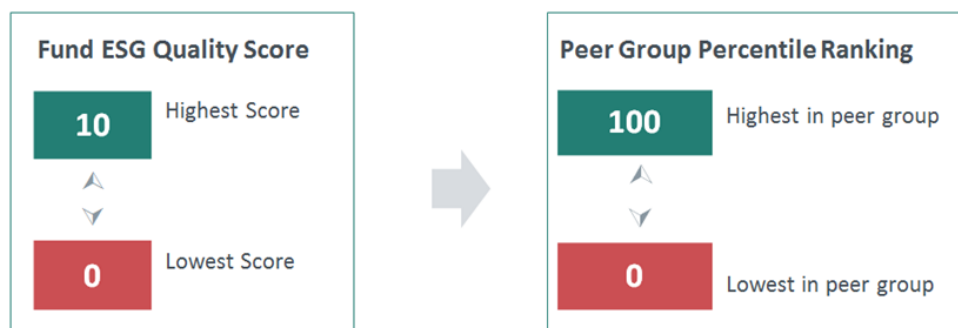 Fund ESG Quality Score
10
Highest Score
0
Lowest Score
Peer Group Percentile Ranking
100
Highest in peer group
0
Lowest in peer group